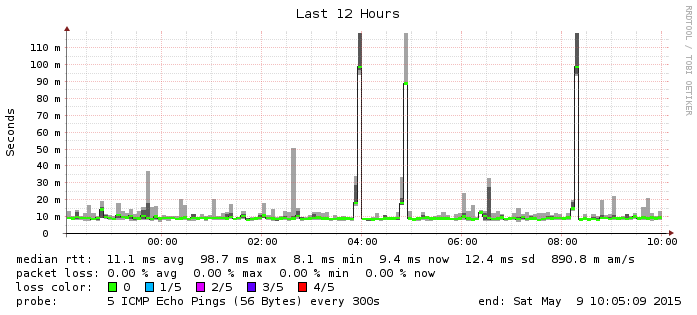 Last 12 Hours
RRDTOOL / TOBI OETIKER
Seconds
110 m
100 m
90 m
80 m
70 m
60 m
50 m
40 m
30 m
20 m
10 m
0
00:00 02:00 04:00 06:00 08:00 10:00
median rtt: 11.1 ms avg 98.7 ms max 8.1 ms min 9.4 ms now 12.4 ms sd 890.8 m am/s
packet loss: 0.00 % avg 0.00 % max 0.00 % min 0.00 % now
loss color: 0 1/5 2/5 3/5 4/5
probe: 5 ICMP Echo Pings (56 Bytes) every 300s end: Sat May 9 10:05:09 2015